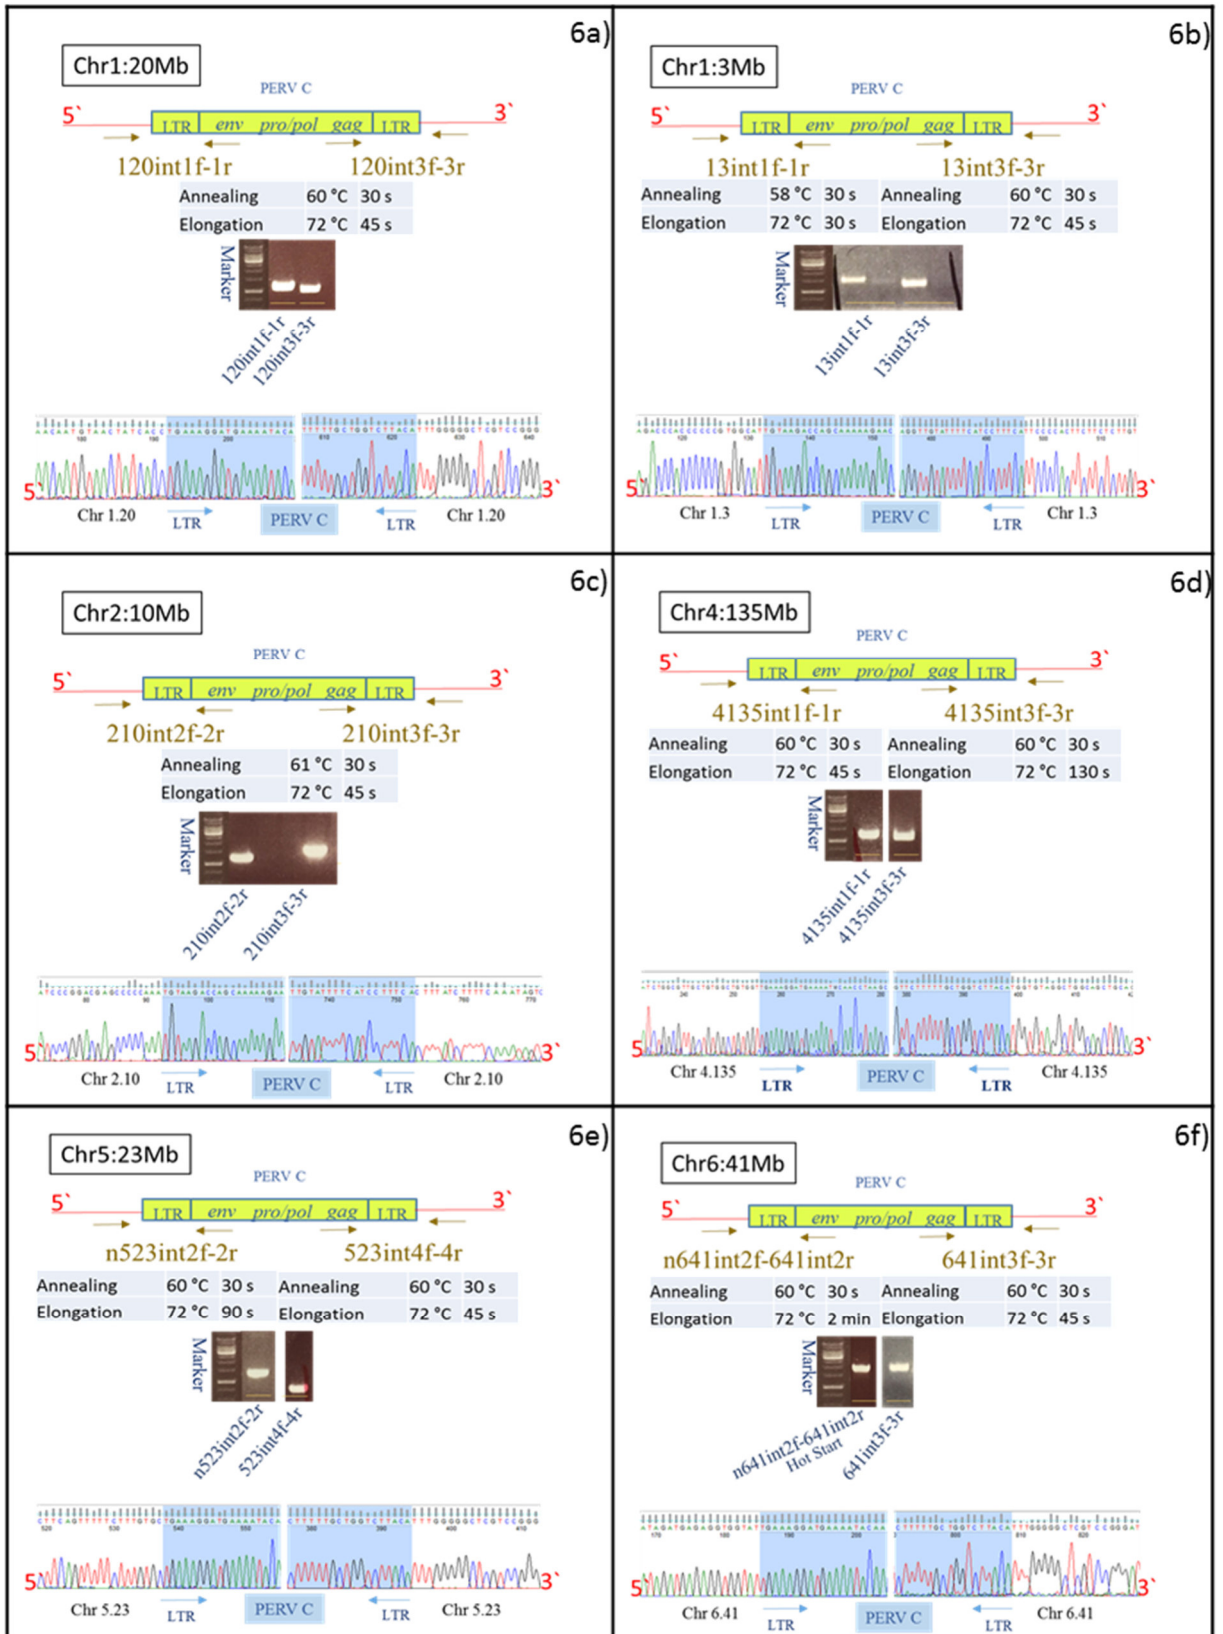 6a)
Chr1:20Mb
PERV C
5` 3`
LTR env pro/pol gag LTR
120int1f-1r 120int3f-3r
Annealing 60 °C 30 s
Elongation 72 °C 45 s
Marker
120int1f-1r
120int3f-3r
5` 3`
Chr 1.20 LTR PERV C LTR Chr 1.20
6b)
Chr1:3Mb
PERV C
5` 3`
LTR env pro/pol gag LTR
13int1f-1r 13int3f-3r
Annealing 58 °C 30 s Annealing 60 °C 30 s
Elongation 72 °C 30 s Elongation 72 °C 45 s
Marker
13int1f-1r
13int3f-3r
5` 3`
Chr 1.3 LTR PERV C LTR Chr 1.3
6c)
Chr2:10Mb
PERV C
5` 3`
LTR env pro/pol gag LTR
210int2f-2r 210int3f-3r
Annealing 61 °C 30 s
Elongation 72 °C 45 s
Marker
210int2f-2r
210int3f-3r
5` 3`
Chr 2.10 LTR PERV C LTR Chr 2.10
6d)
Chr4:135Mb
PERV C
5` 3`
LTR env pro/pol gag LTR
4135int1f-1r 4135int3f-3r
Annealing 60 °C 30 s Annealing 60 °C 30 s
Elongation 72 °C 45 s Elongation 72 °C 130 s
Marker
4135int1f-1r
4135int3f-3r
5` 3`
Chr 4.135 LTR PERV C LTR Chr 4.135
6e)
Chr5:23Mb
PERV C
5` 3`
LTR env pro/pol gag LTR
n523int2f-2r 523int4f-4r
Annealing 60 °C 30 s Annealing 60 °C 30 s
Elongation 72 °C 90 s Elongation 72 °C 45 s
Marker
n523int2f-2r
523int4f-4r
5` 3`
Chr 5.23 LTR PERV C LTR Chr 5.23
6f)
Chr6:41Mb
PERV C
5` 3`
LTR env pro/pol gag LTR
n641int2f-641int2r 641int3f-3r
Annealing 60 °C 30 s Annealing 60 °C 30 s
Elongation 72 °C 2 min Elongation 72 °C 45 s
Marker
n641int2f-641int2r
Hot Start
641int3f-3r
5` 3`
Chr 6.41 LTR PERV C LTR Chr 6.41